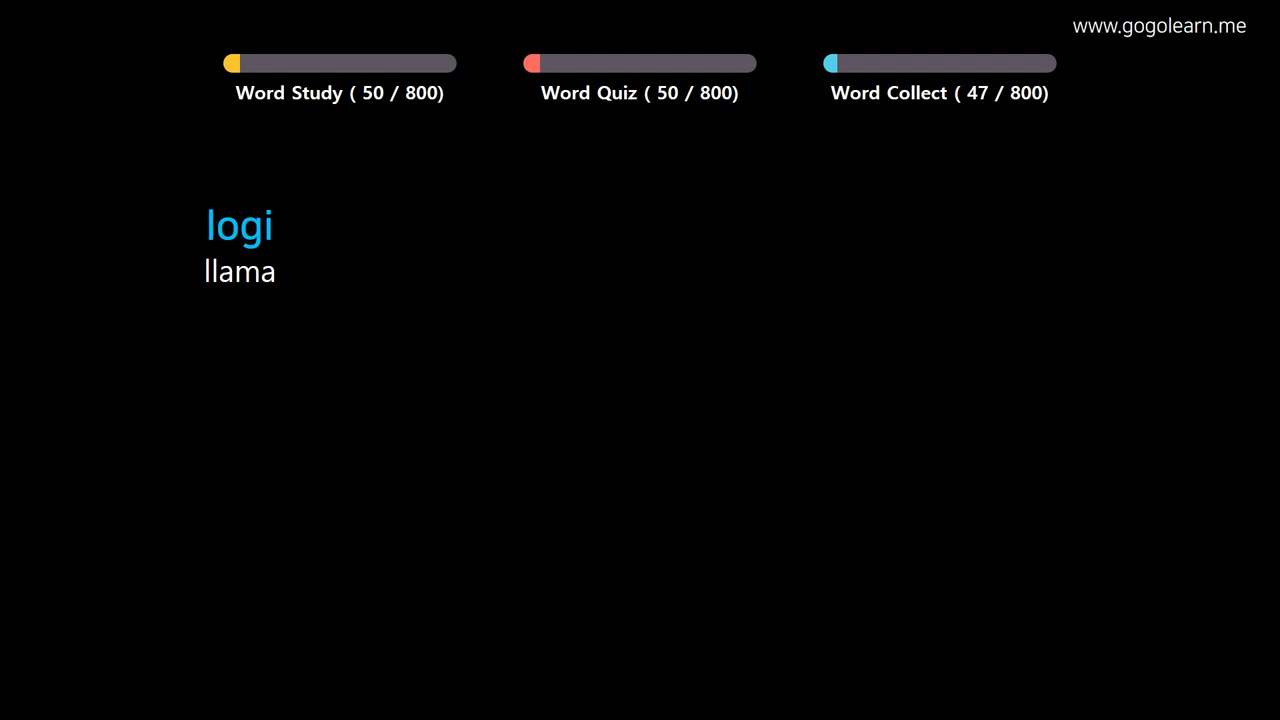 www.gogolearn.me
Word Study ( 50 / 800)
Word Quiz ( 50 / 800)
Word Collect ( 47 / 800)
logi
llama